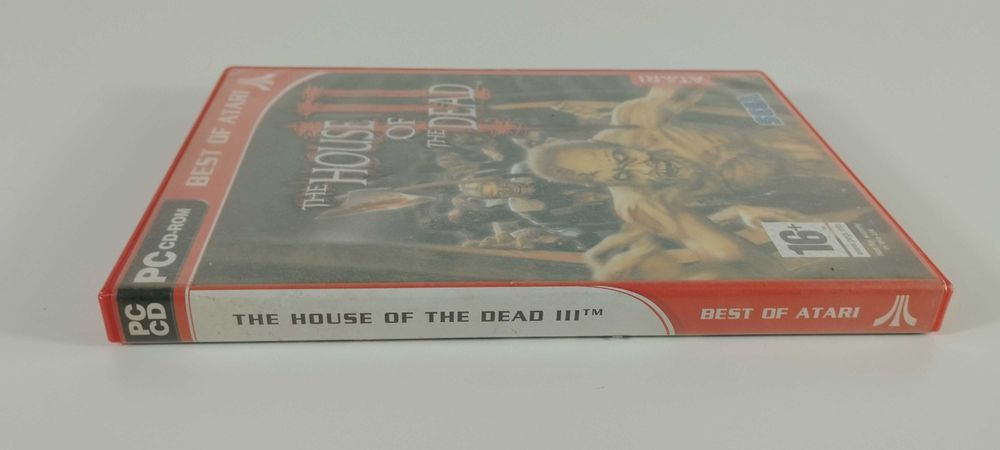 BEST OF ATARI
PC CD-ROM
III
THE HOUSE
OF
THE DEAD
ATARI
SEGA
16+
PC
CD
THE HOUSE OF THE DEAD III™
BEST OF ATARI